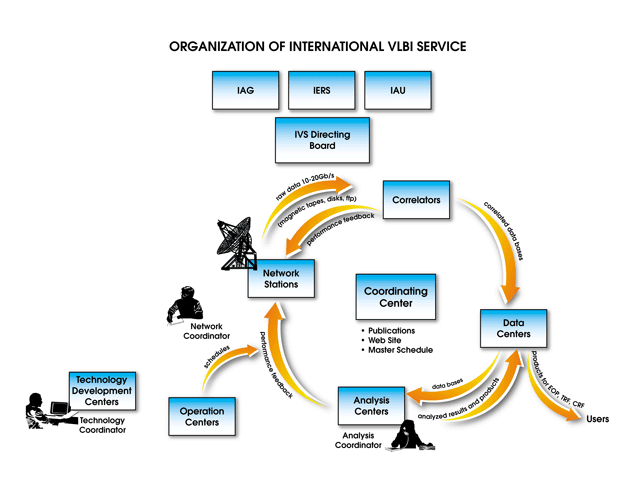 ORGANIZATION OF INTERNATIONAL VLBI SERVICE
IAG
IERS
IAU
IVS Directing
Board
raw data 10-20Gb/s
(magnetic tapes, disks, ftp)
performance feedback
Correlators
correlated data bases
Network
Stations
Coordinating
Center
• Publications
• Web Site
• Master Schedule
Network
Coordinator
Data
Centers
schedules
performance feedback
data bases
analyzed results and products
products for EOP, TRF, CRF
Technology
Development
Centers
Technology
Coordinator
Operation
Centers
Analysis
Centers
Analysis
Coordinator
Users